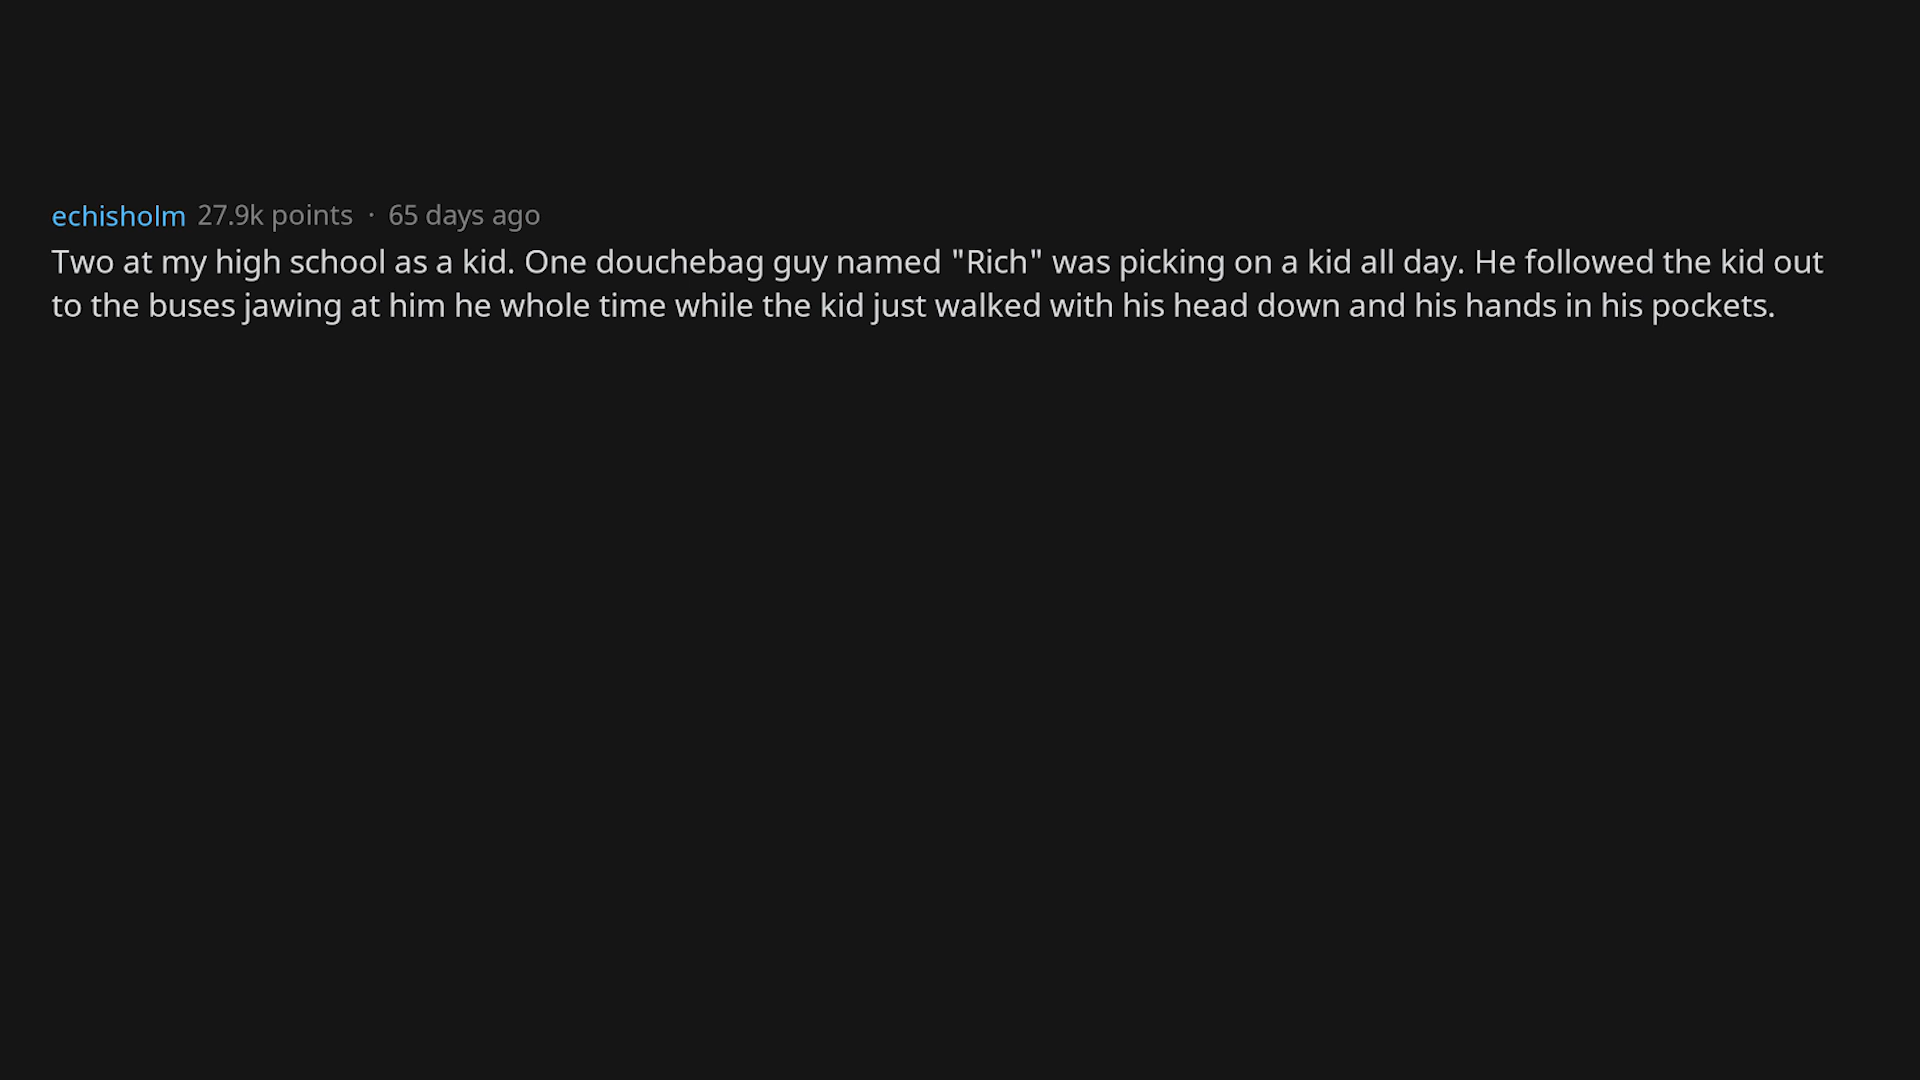 echisholm 27.9k points · 65 days ago
Two at my high school as a kid. One douchebag guy named "Rich" was picking on a kid all day. He followed the kid out
to the buses jawing at him he whole time while the kid just walked with his head down and his hands in his pockets.